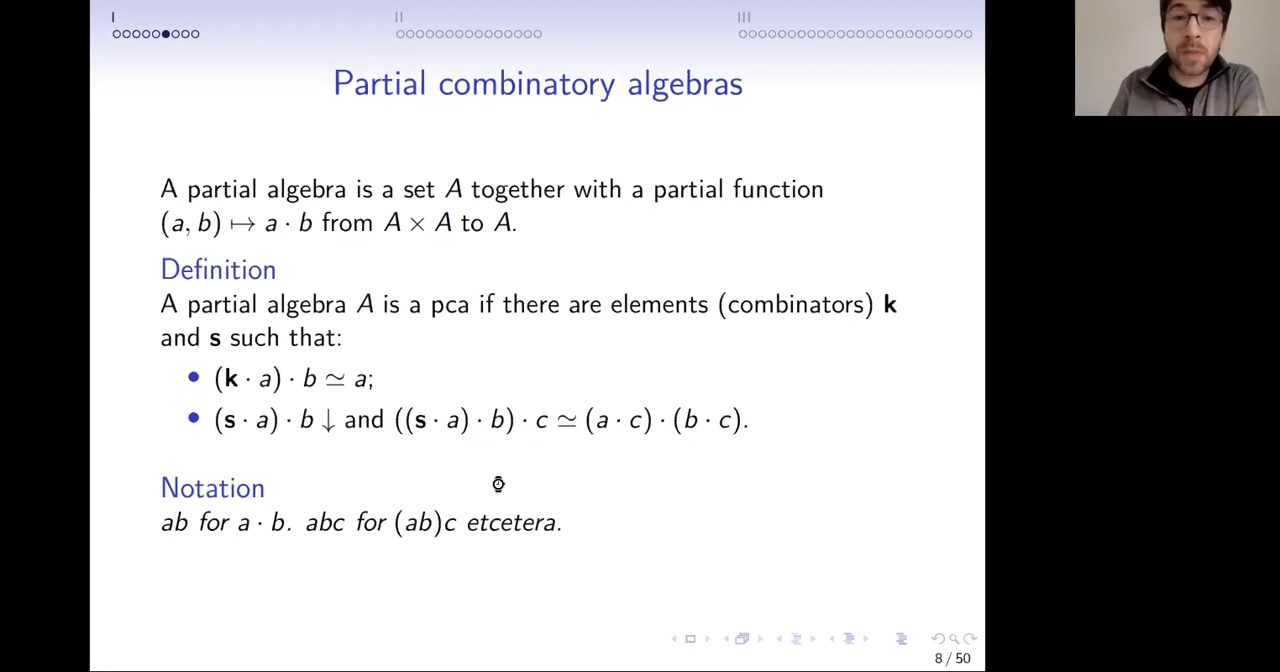 I II III
Partial combinatory algebras
A partial algebra is a set A together with a partial function
(a, b) ↦ a · b from A × A to A.
Definition
A partial algebra A is a pca if there are elements (combinators) k
and s such that:
• (k · a) · b ≃ a;
• (s · a) · b ↓ and ((s · a) · b) · c ≃ (a · c) · (b · c).
Notation
ab for a · b. abc for (ab)c etcetera.
8 / 50